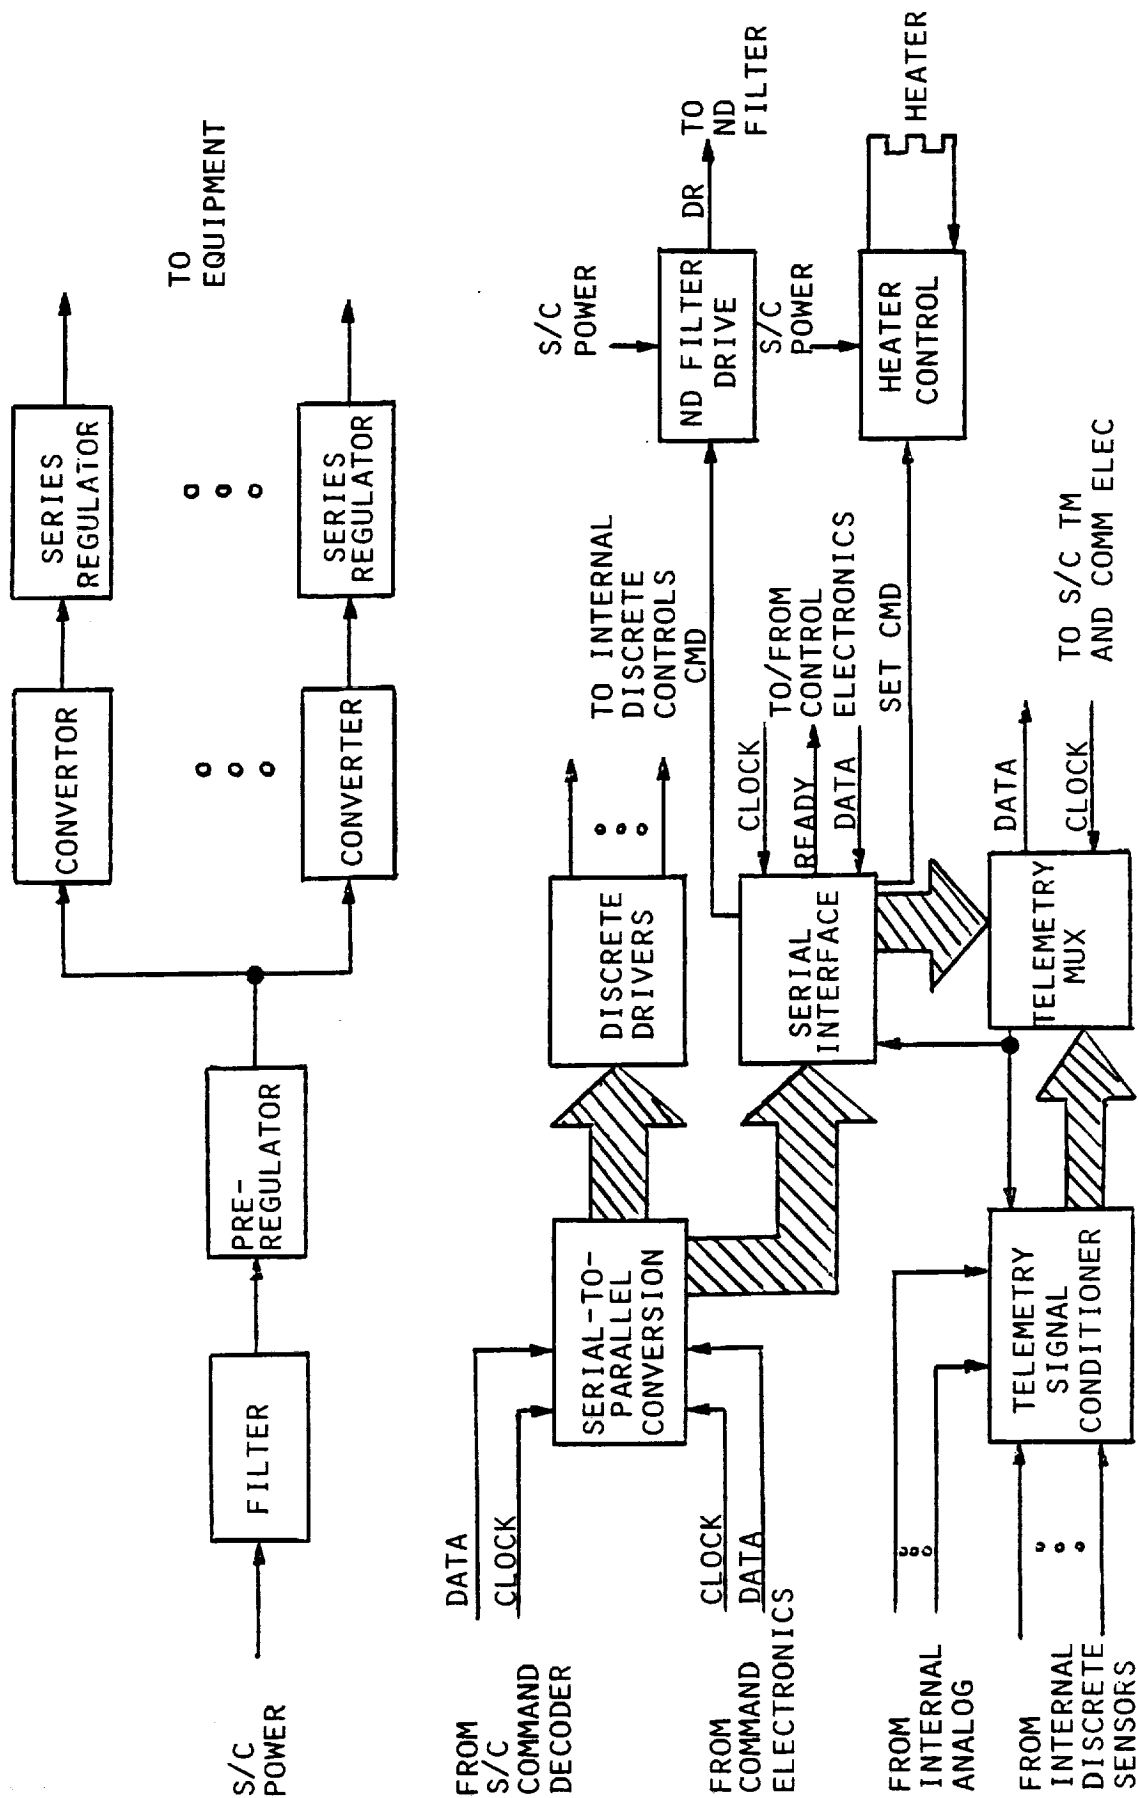 S/C
POWER
FILTER
PRE-
REGULATOR
CONVERTOR
SERIES
REGULATOR
CONVERTER
SERIES
REGULATOR
TO
EQUIPMENT
FROM
S/C
COMMAND
DECODER
DATA
CLOCK
SERIAL-TO-
PARALLEL
CONVERSION
CLOCK
DATA
FROM
COMMAND
ELECTRONICS
DISCRETE
DRIVERS
TO INTERNAL
DISCRETE
CONTROLS
CMD
S/C
POWER
ND FILTER
DRIVE
DR
TO
ND
FILTER
SERIAL
INTERFACE
CLOCK
READY
DATA
TO/FROM
CONTROL
ELECTRONICS
SET CMD
S/C
POWER
HEATER
CONTROL
HEATER
FROM
INTERNAL
ANALOG
FROM
INTERNAL
DISCRETE
SENSORS
TELEMETRY
SIGNAL
CONDITIONER
TELEMETRY
MUX
DATA
CLOCK
TO S/C TM
AND COMM ELEC